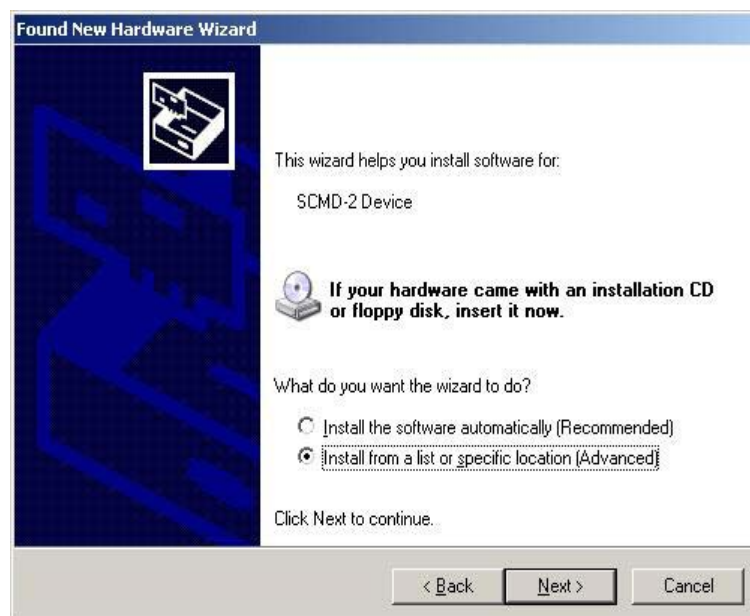 Found New Hardware Wizard
This wizard helps you install software for:
SCMD-2 Device
If your hardware came with an installation CD
or floppy disk, insert it now.
What do you want the wizard to do?
Install the software automatically (Recommended)
Install from a list or specific location (Advanced)
Click Next to continue.
< Back
Next >
Cancel